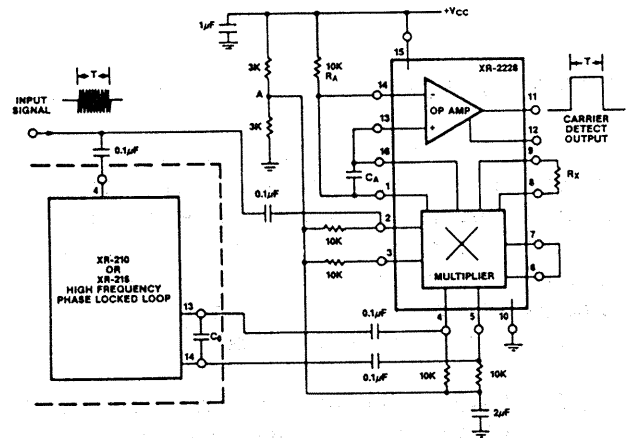 +VCC
1μF
15
XR-2228
T
3K
10K
RA
14
-
OP AMP
11
T
INPUT
SIGNAL
A
3K
13
+
12
CARRIER
DETECT
OUTPUT
16
9
0.1μF
CA
RX
4
0.1μF
1
8
2
10K
7
XR-210
OR
XR-215
HIGH FREQUENCY
PHASE LOCKED LOOP
3
10K
MULTIPLIER
6
13
0.1μF
4
5
10
C0
14
0.1μF
10K
10K
2μF